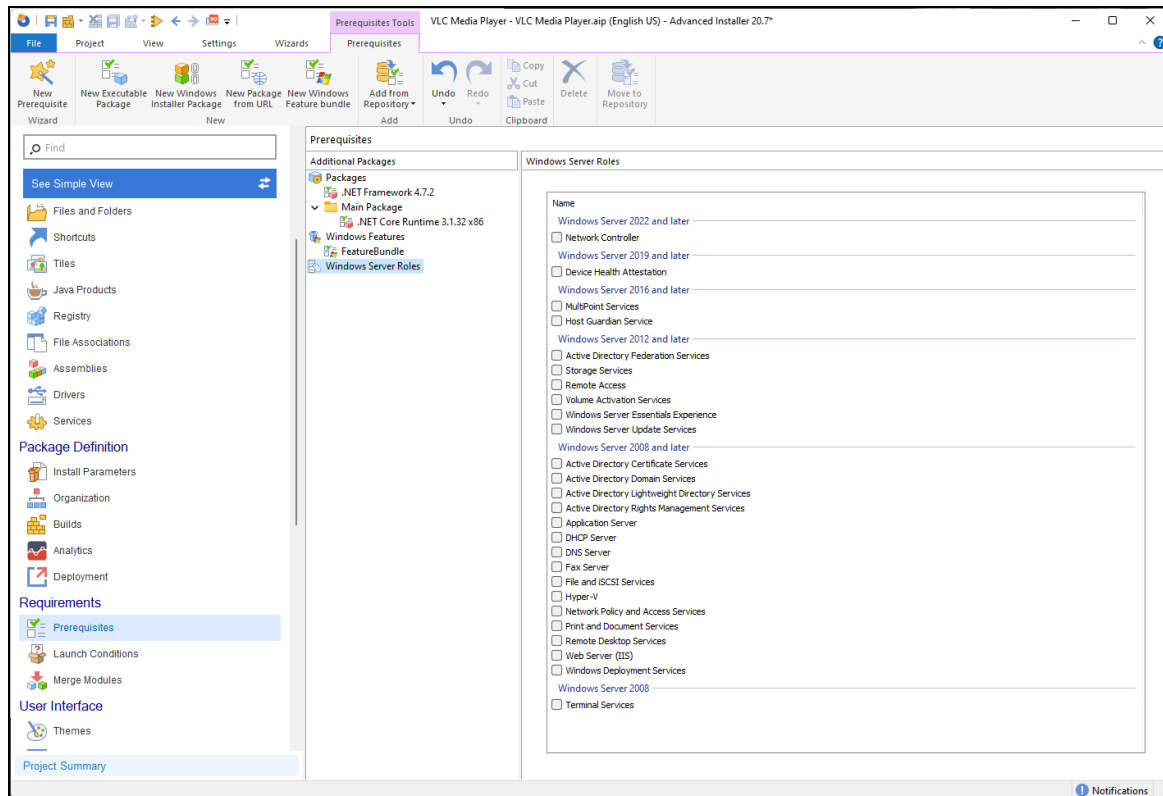 Prerequisites Tools
VLC Media Player - VLC Media Player.aip (English US) - Advanced Installer 20.7*
File
Project
View
Settings
Wizards
Prerequisites
New Prerequisite
New Executable Package
New Windows Installer Package
New Package from URL
New Windows Feature bundle
Add from Repository
Undo
Redo
Copy
Cut
Paste
Delete
Move to Repository
Wizard
New
Add
Undo
Clipboard
Find
See Simple View
Files and Folders
Shortcuts
Tiles
Java Products
Registry
File Associations
Assemblies
Drivers
Services
Package Definition
Install Parameters
Organization
Builds
Analytics
Deployment
Requirements
Prerequisites
Launch Conditions
Merge Modules
User Interface
Themes
Project Summary
Prerequisites
Additional Packages
Packages
.NET Framework 4.7.2
Main Package
.NET Core Runtime 3.1.32 x86
Windows Features
FeatureBundle
Windows Server Roles
Windows Server Roles
Name
Windows Server 2022 and later
Network Controller
Windows Server 2019 and later
Device Health Attestation
Windows Server 2016 and later
MultiPoint Services
Host Guardian Service
Windows Server 2012 and later
Active Directory Federation Services
Storage Services
Remote Access
Volume Activation Services
Windows Server Essentials Experience
Windows Server Update Services
Windows Server 2008 and later
Active Directory Certificate Services
Active Directory Domain Services
Active Directory Lightweight Directory Services
Active Directory Rights Management Services
Application Server
DHCP Server
DNS Server
Fax Server
File and iSCSI Services
Hyper-V
Network Policy and Access Services
Print and Document Services
Remote Desktop Services
Web Server (IIS)
Windows Deployment Services
Windows Server 2008
Terminal Services
Notifications